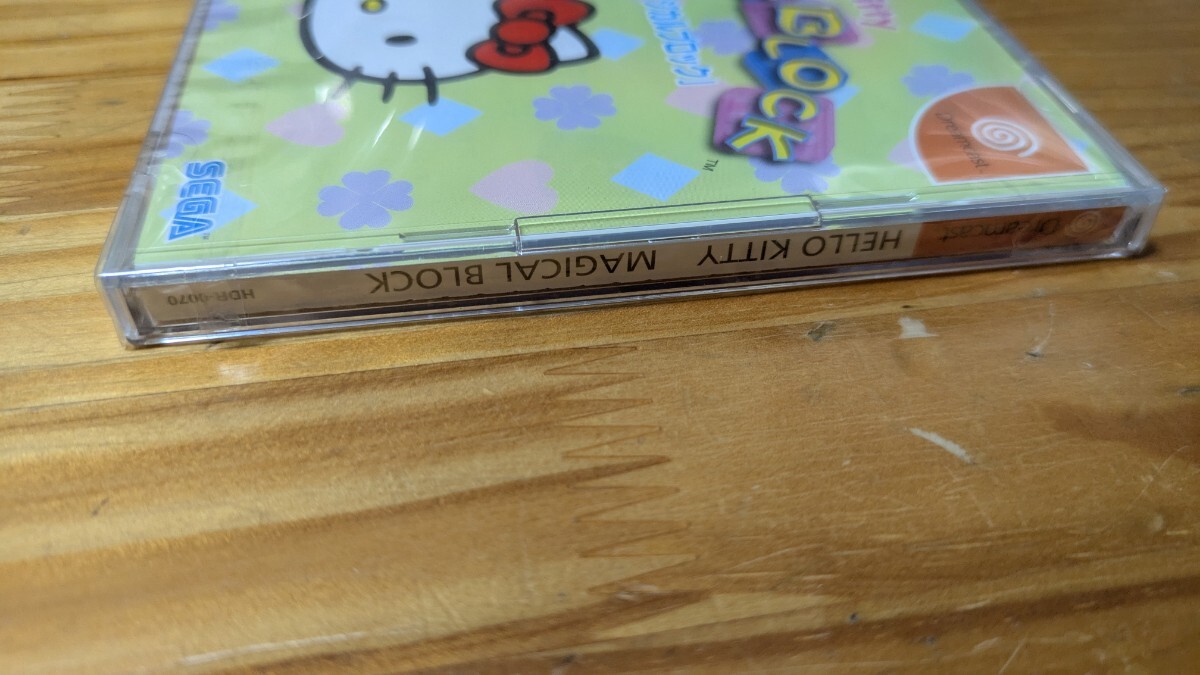 BLOCK
TM
Dreamcast
SEGA
Dreamcast
HELLO KITTY MAGICAL BLOCK
HDR-0070